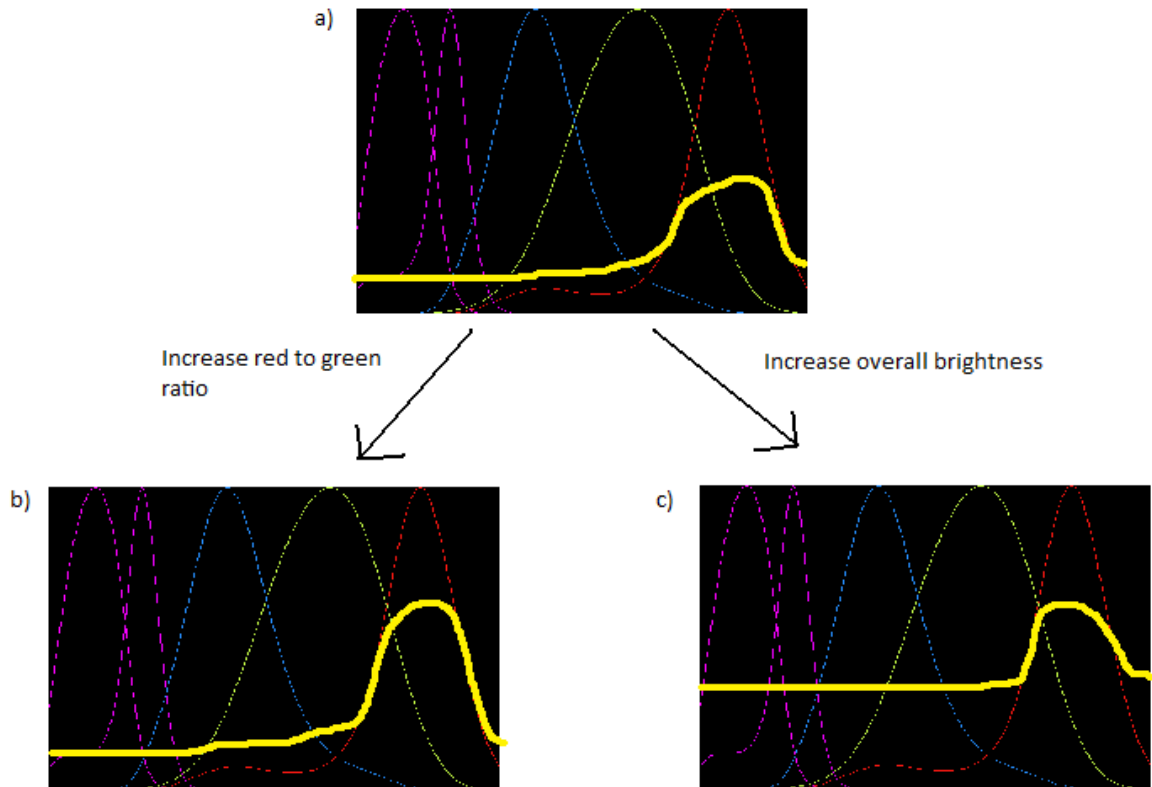 a)
Increase red to green
ratio
Increase overall brightness
b)
c)